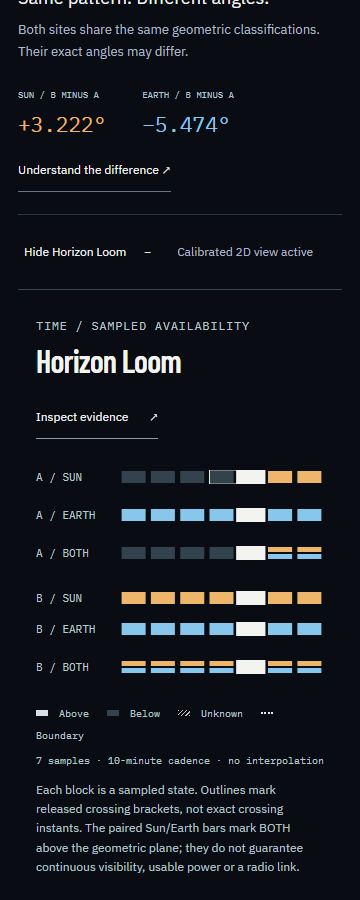 Same pattern. Different angles.
Both sites share the same geometric classifications.
Their exact angles may differ.
SUN / B MINUS A
EARTH / B MINUS A
+3.222°
−5.474°
Understand the difference ↗
Hide Horizon Loom –
Calibrated 2D view active
TIME / SAMPLED AVAILABILITY
Horizon Loom
Inspect evidence ↗
A / SUN
A / EARTH
A / BOTH
B / SUN
B / EARTH
B / BOTH
Above Below Unknown
Boundary
7 samples · 10-minute cadence · no interpolation
Each block is a sampled state. Outlines mark
released crossing brackets, not exact crossing
instants. The paired Sun/Earth bars mark BOTH
above the geometric plane; they do not guarantee
continuous visibility, usable power or a radio link.